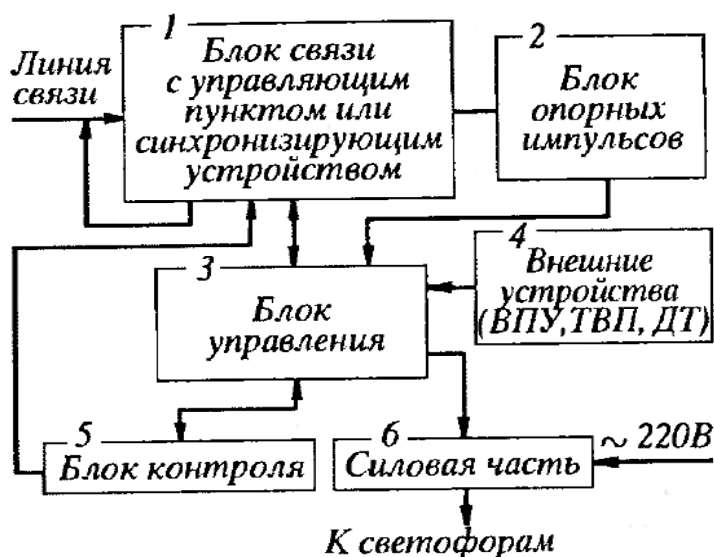 1
Линия
связи
Блок связи
с управляющим
пунктом или
синхронизирующим
устройством
2
Блок
опорных
импульсов
3
Блок
управления
4
Внешние
устройства
(ВПУ, ТВП, ДТ)
5
Блок контроля
6
Силовая часть
~ 220В
К светофорам